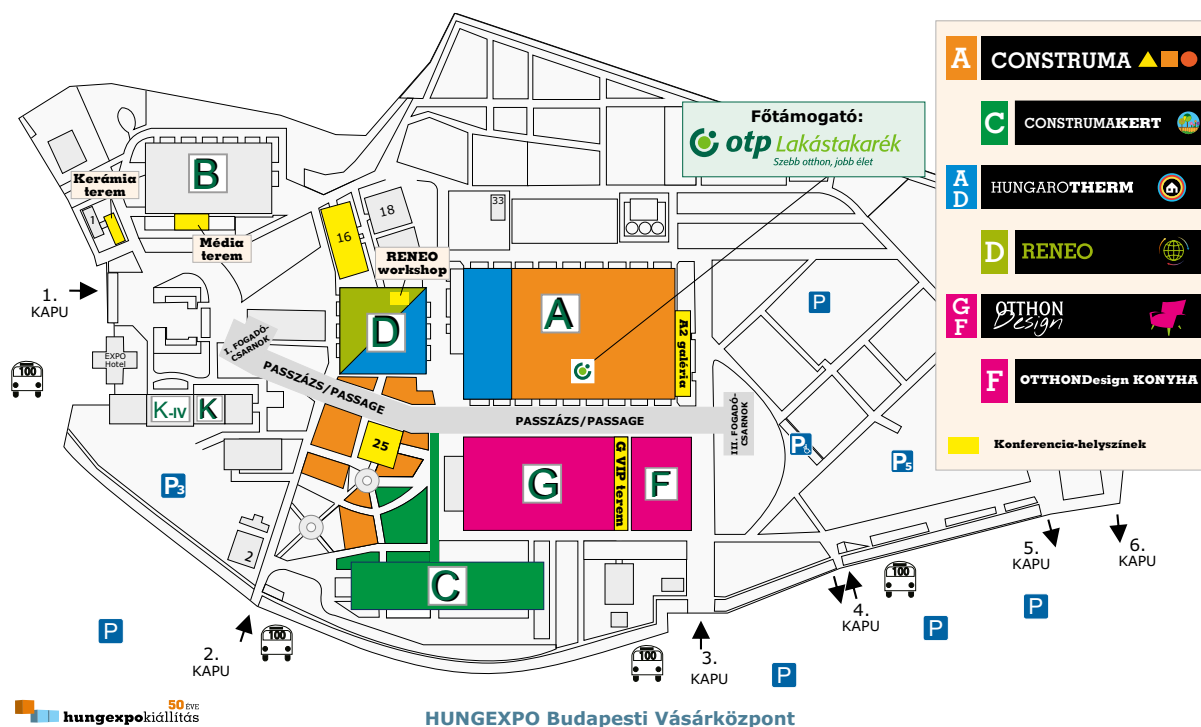 Főtámogató:
otp Lakástakarék
Szebb otthon, jobb élet
A CONSTRUMA
C CONSTRUMAKERT
A
D
HUNGAROTHERM
D RENEO
G
F
OTTHON
Design
F OTTHONDesign KONYHA
Konferencia-helyszínek
Kerámia
terem
1
B
Média
terem
16
18
33
RENEO
workshop
D
A
A2 galéria
P
1.
KAPU
100
EXPO
Hotel
I. FOGADÓ-
CSARNOK
PASSZÁZS/PASSAGE
PASSZÁZS/PASSAGE
III. FOGADÓ-
CSARNOK
K-IV
K
25
G
G VIP terem
F
P
P5
P3
2
C
5.
KAPU
6.
KAPU
100
4.
KAPU
P
P
P
2.
KAPU
100
100
3.
KAPU
P
50 ÉVE
hungexpokiállítás
HUNGEXPO Budapesti Vásárközpont